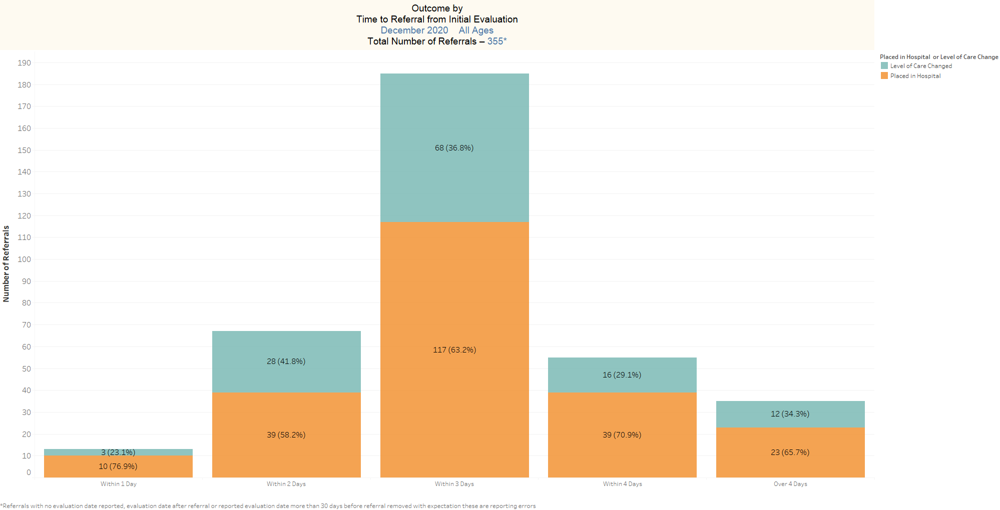 Outcome by
Time to Referral from Initial Evaluation
December 2020 All Ages
Total Number of Referrals – 355*
Placed in Hospital or Level of Care Change
Level of Care Changed
Placed in Hospital
Number of Referrals
190
180
170
160
150
140
130
120
110
100
90
80
70
60
50
40
30
20
10
0
3 (23.1%)
10 (76.9%)
28 (41.8%)
39 (58.2%)
68 (36.8%)
117 (63.2%)
16 (29.1%)
39 (70.9%)
12 (34.3%)
23 (65.7%)
Within 1 Day
Within 2 Days
Within 3 Days
Within 4 Days
Over 4 Days
*Referrals with no evaluation date reported, evaluation date after referral or reported evaluation date more than 30 days before referral removed with expectation these are reporting errors